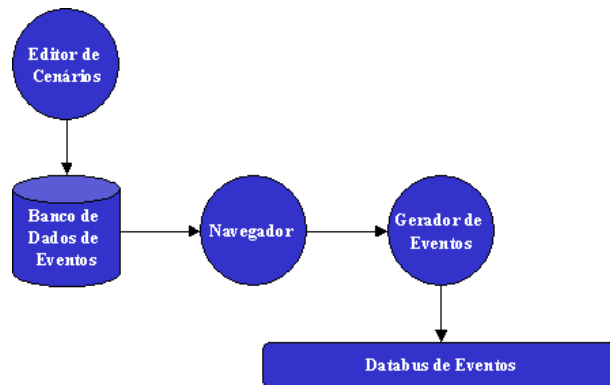 Editor de
Cenários
Banco de
Dados de
Eventos
Navegador
Gerador de
Eventos
Databus de Eventos